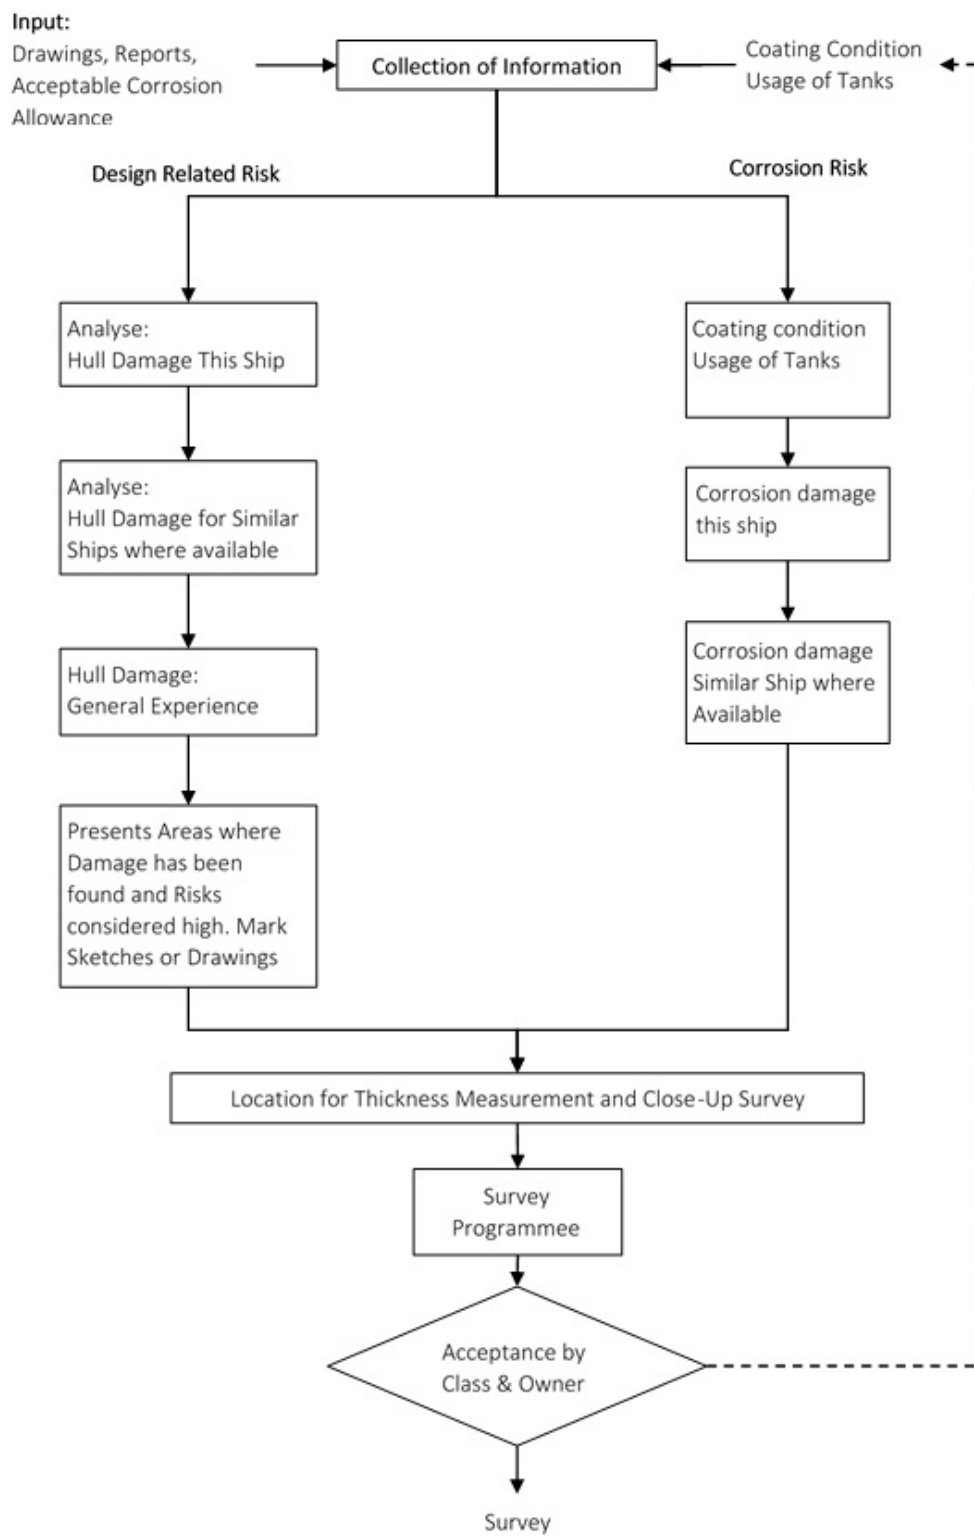 Input:
Drawings, Reports,
Acceptable Corrosion
Allowance
Collection of Information
Coating Condition
Usage of Tanks
Design Related Risk
Corrosion Risk
Analyse:
Hull Damage This Ship
Analyse:
Hull Damage for Similar
Ships where available
Hull Damage:
General Experience
Presents Areas where
Damage has been
found and Risks
considered high. Mark
Sketches or Drawings
Coating condition
Usage of Tanks
Corrosion damage
this ship
Corrosion damage
Similar Ship where
Available
Location for Thickness Measurement and Close-Up Survey
Survey
Programmee
Acceptance by
Class & Owner
Survey